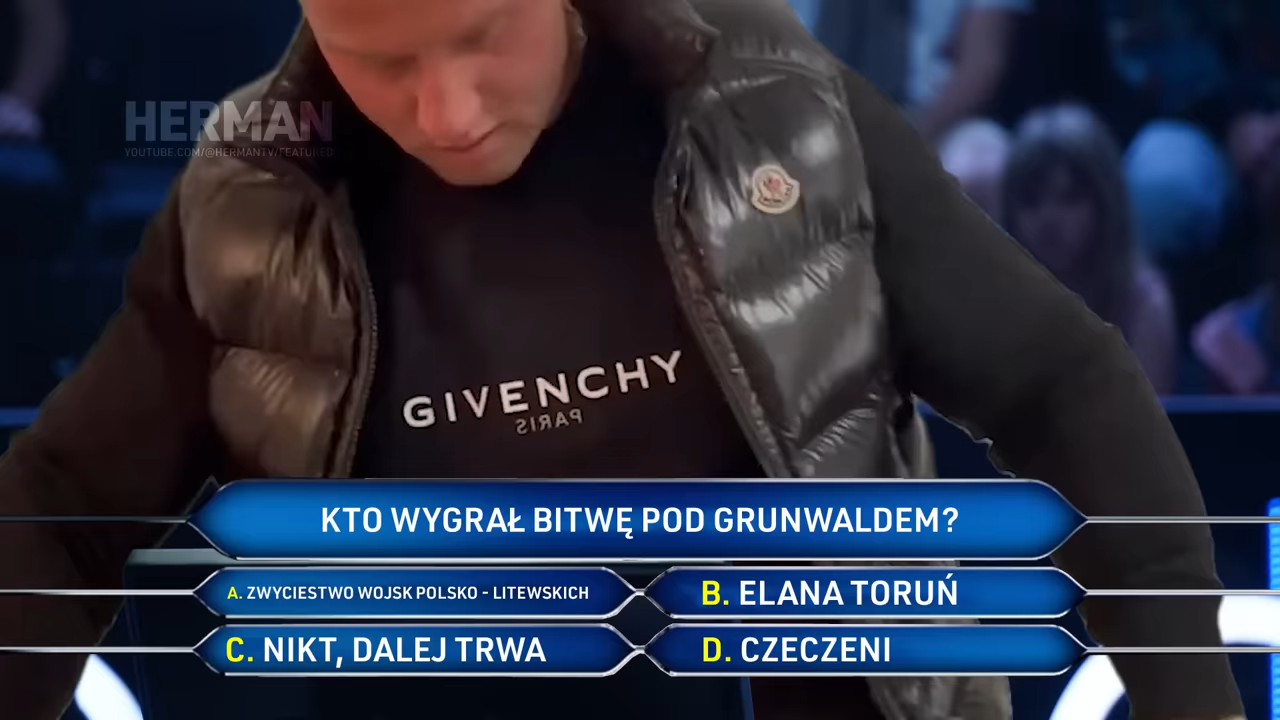 HERMAN
YOUTUBE.COM/@HERMANTV/FEATURED
GIVENCHY
PARIS
KTO WYGRAŁ BITWĘ POD GRUNWALDEM?
A. ZWYCIESTWO WOJSK POLSKO - LITEWSKICH
B. ELANA TORUŃ
C. NIKT, DALEJ TRWA
D. CZECZENI